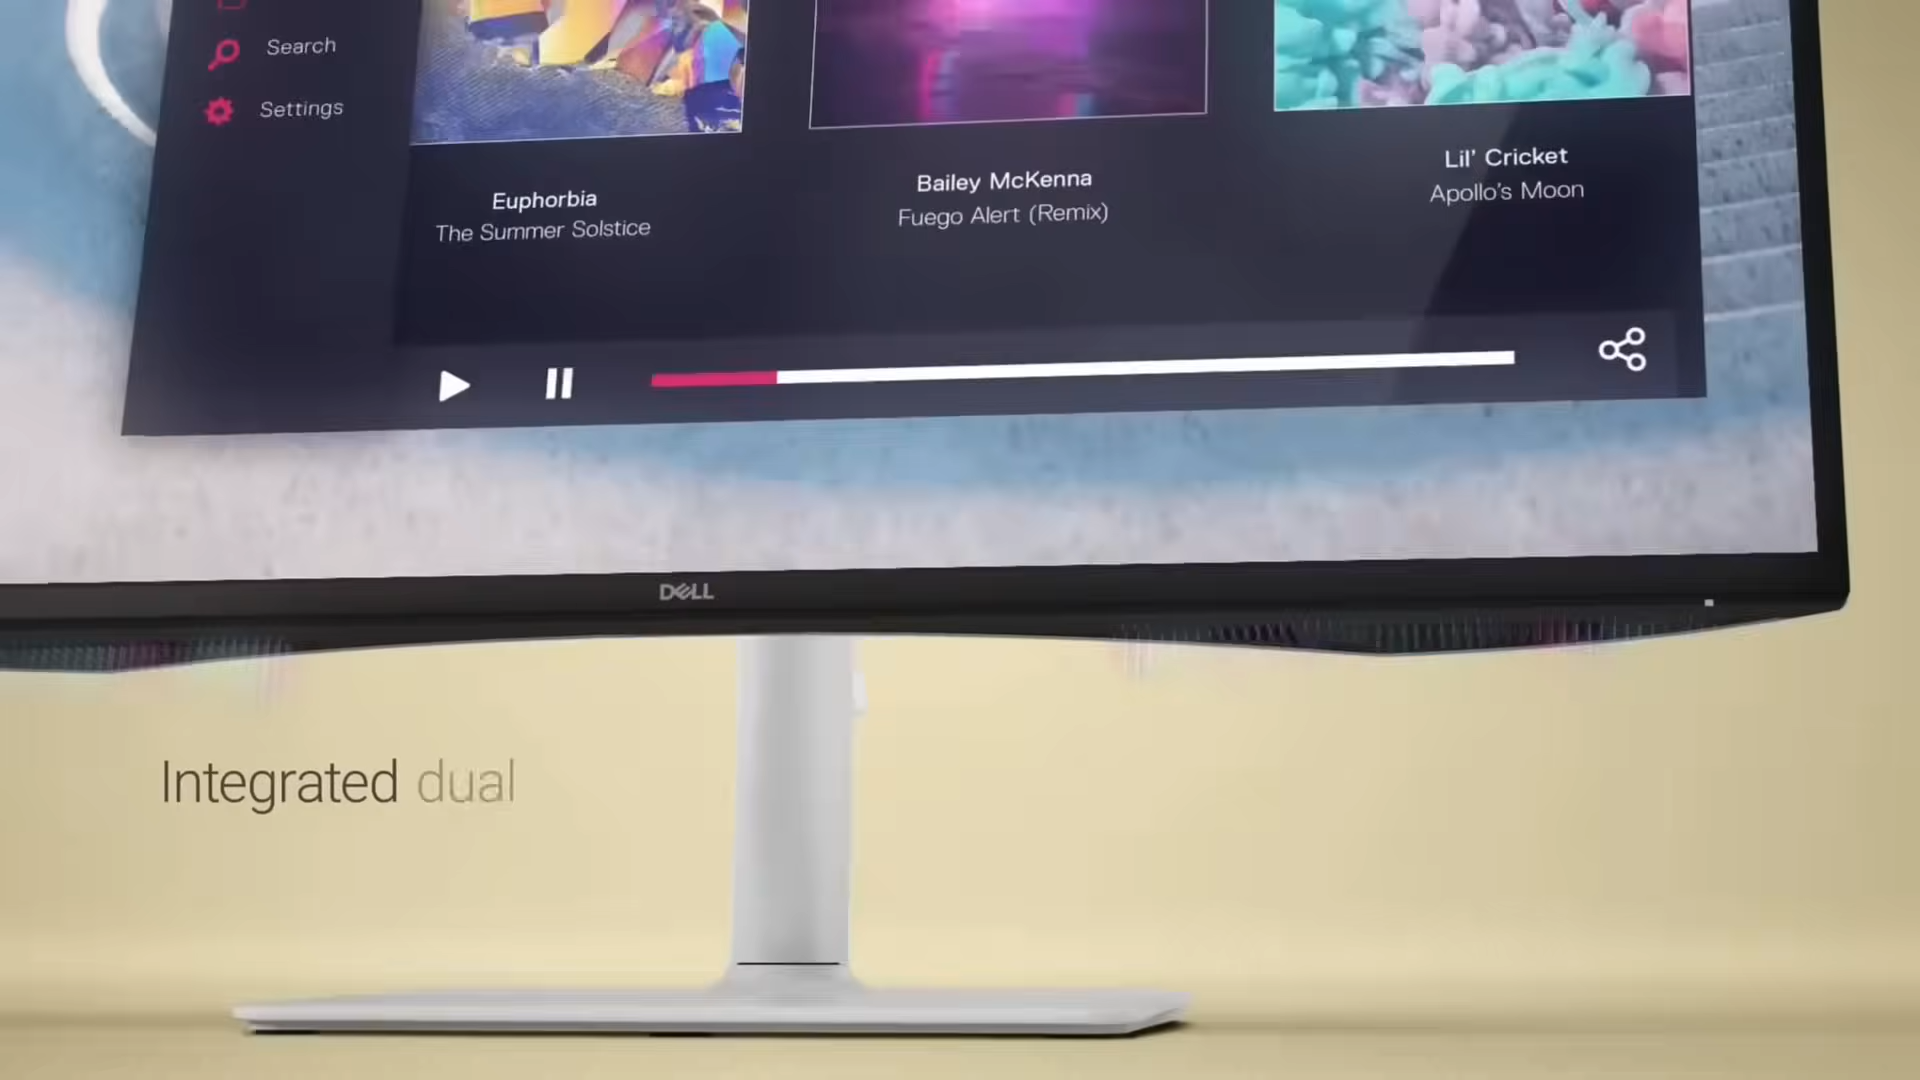 Search
Settings
Euphorbia
The Summer Solstice
Bailey McKenna
Fuego Alert (Remix)
Lil' Cricket
Apollo's Moon
DELL
Integrated dual